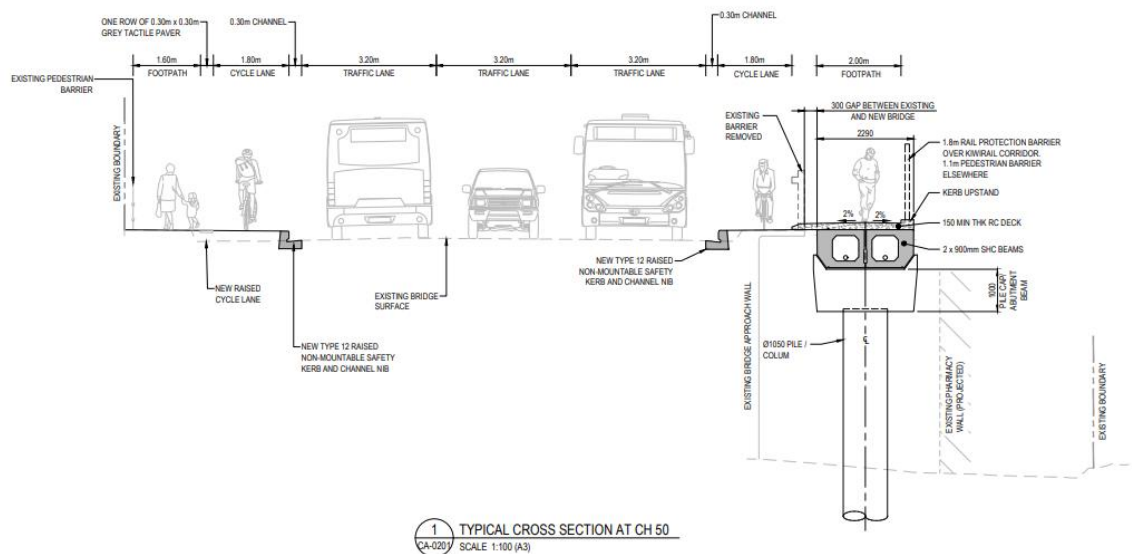 ONE ROW OF 0.30m x 0.30m
GREY TACTILE PAVER
0.30m CHANNEL
0.30m CHANNEL
1.60m
FOOTPATH
1.80m
CYCLE LANE
3.20m
TRAFFIC LANE
3.20m
TRAFFIC LANE
3.20m
TRAFFIC LANE
1.80m
CYCLE LANE
2.00m
FOOTPATH
EXISTING PEDESTRIAN
BARRIER
EXISTING BOUNDARY
EXISTING
BARRIER
REMOVED
300 GAP BETWEEN EXISTING
AND NEW BRIDGE
2290
1.8m RAIL PROTECTION BARRIER
OVER KIWIRAIL CORRIDOR.
1.1m PEDESTRIAN BARRIER
ELSEWHERE
KERB UPSTAND
2%
2%
150 MIN THK RC DECK
2 x 900mm SHC BEAMS
NEW RAISED
CYCLE LANE
NEW TYPE 12 RAISED
NON-MOUNTABLE SAFETY
KERB AND CHANNEL NIB
EXISTING BRIDGE
SURFACE
NEW TYPE 12 RAISED
NON-MOUNTABLE SAFETY
KERB AND CHANNEL NIB
EXISTING BRIDGE APPROACH WALL
1000
PILE CAP/
ABUTMENT
BEAM
Ø1050 PILE /
COLUM
℄
EXISTING PHARMACY
WALL (PROJECTED)
EXISTING BOUNDARY
1
CA-0201
TYPICAL CROSS SECTION AT CH 50
SCALE 1:100 (A3)